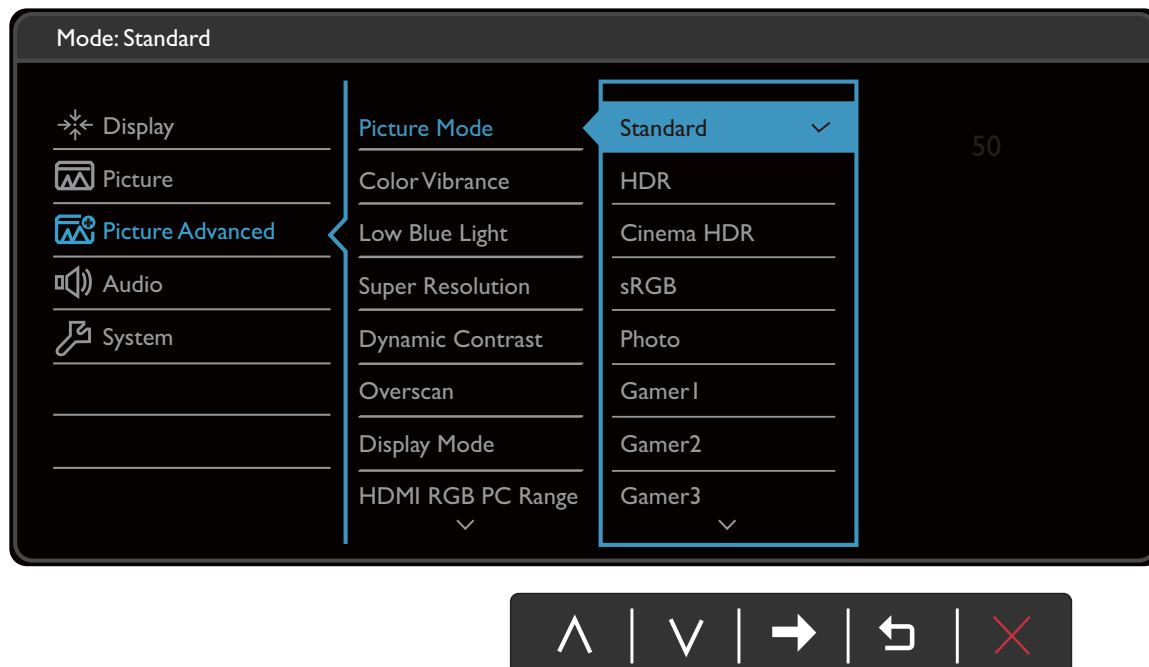 Mode: Standard
Display
Picture
Picture Advanced
Audio
System
Picture Mode
Color Vibrance
Low Blue Light
Super Resolution
Dynamic Contrast
Overscan
Display Mode
HDMI RGB PC Range
Standard
HDR
Cinema HDR
sRGB
Photo
Gamer1
Gamer2
Gamer3
50